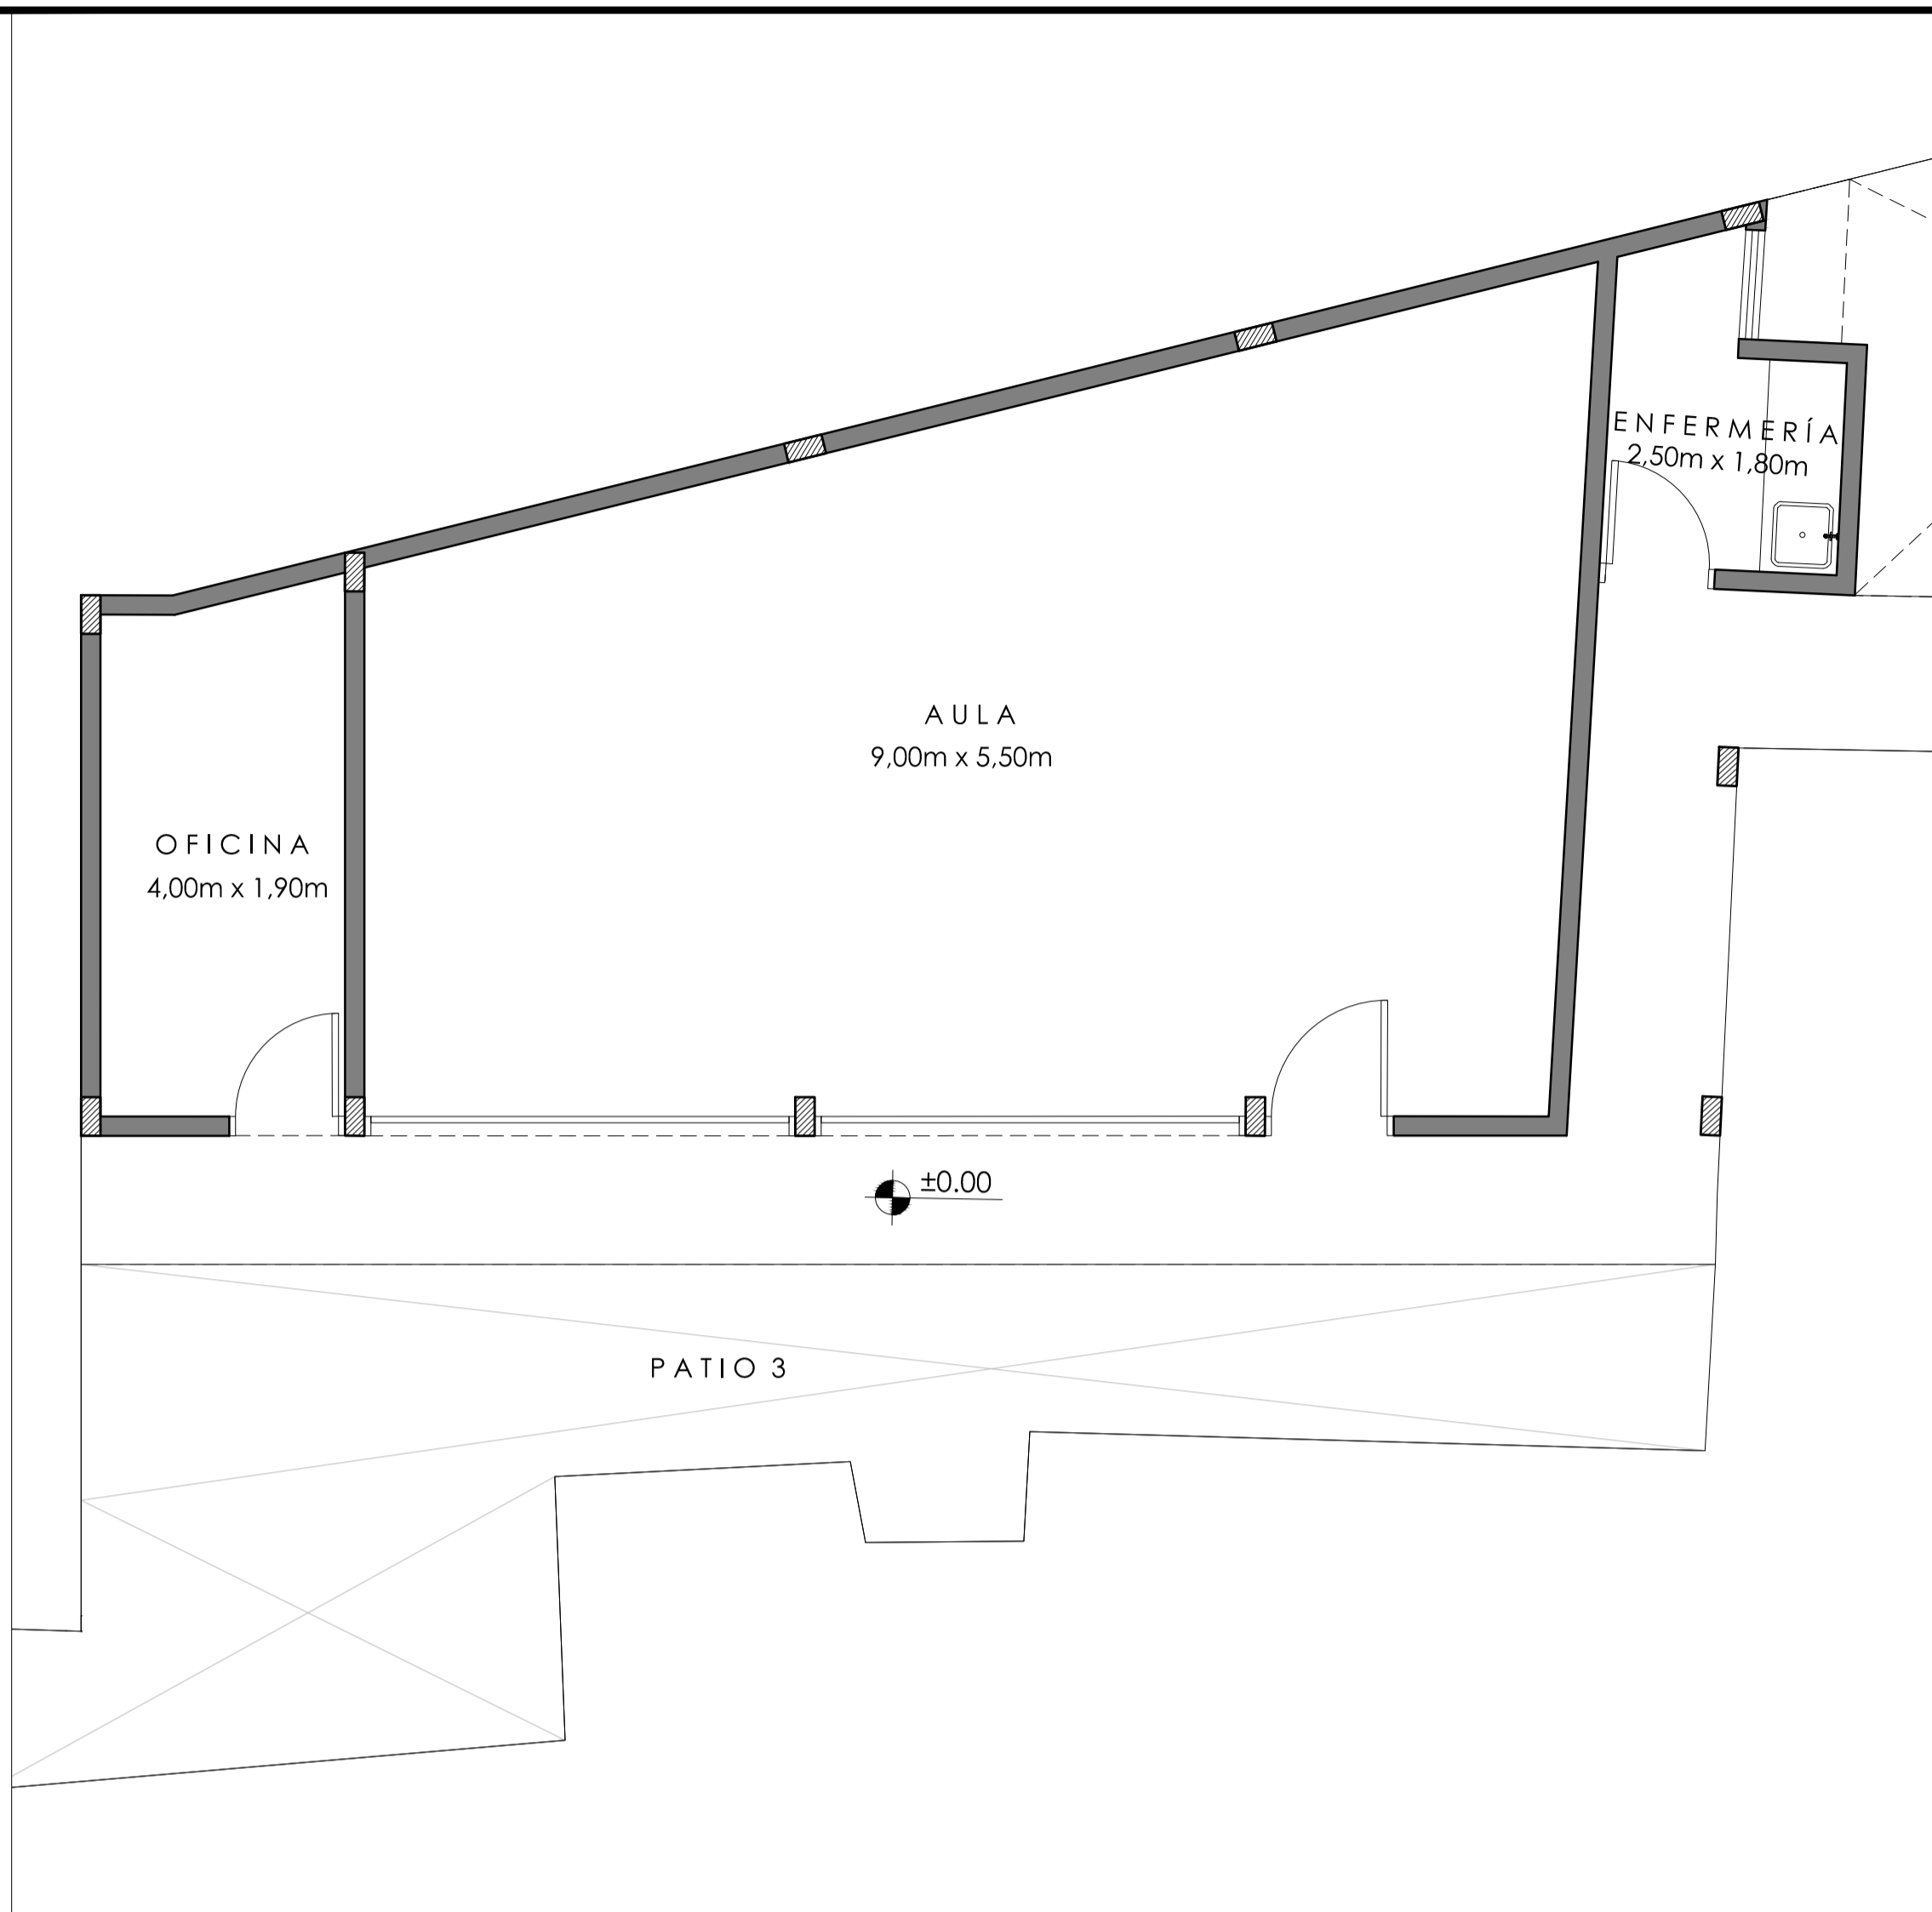 ENFERMERÍA
2,50m x 1,80m
AULA
9,00m x 5,50m
OFICINA
4,00m x 1,90m
±0.00
PATIO 3